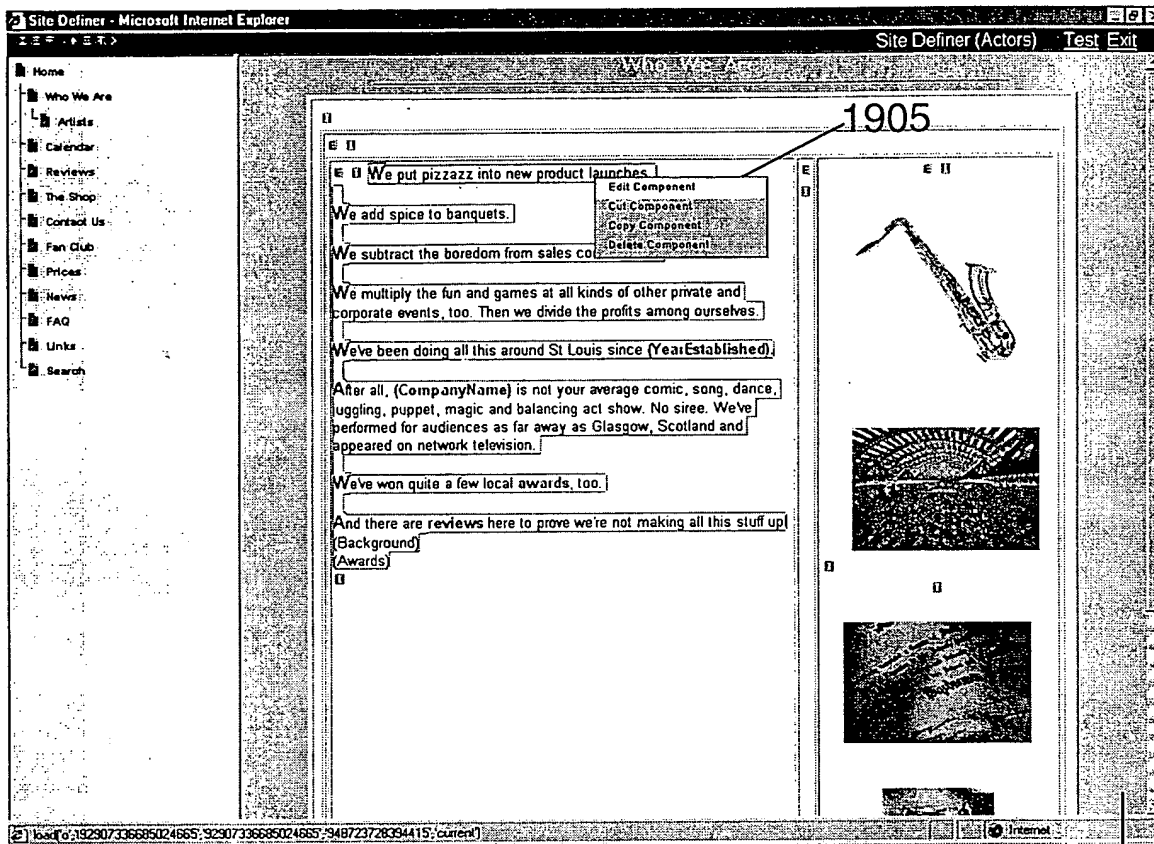 Site Definer - Microsoft Internet Explorer
Site Definer (Actors) Test Exit
Home
Who We Are
Artists
Calendar
Reviews
The Shop
Contact Us
Fan Club
Prices
News
FAQ
Links
Search
Who We Are
1905
E
E
We put pizzazz into new product launches.
Edit Component
Cut Component
Copy Component
Delete Component
We add spice to banquets.
We subtract the boredom from sales
We multiply the fun and games at all kinds of other private and
corporate events, too. Then we divide the profits among ourselves.
We've been doing all this around St Louis since (YearEstablished).
After all, (CompanyName) is not your average comic, song, dance,
juggling, puppet, magic and balancing act show. No siree. We've
performed for audiences as far away as Glasgow, Scotland and
appeared on network television.
We've won quite a few local awards, too.
And there are reviews here to prove we're not making all this stuff up
(Background)
(Awards)
E
E
load('o','192907336685024665','92907336685024665','948723728394415','current')
Internet